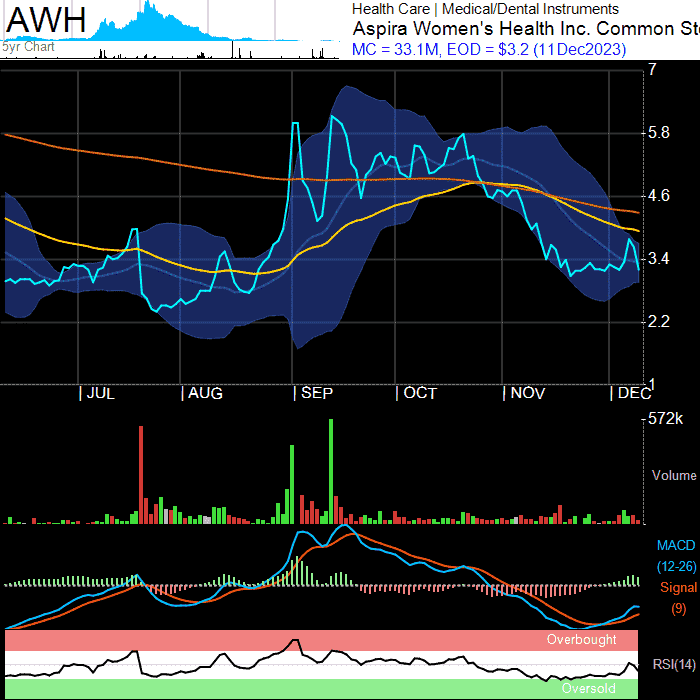 AWH
5yr Chart
Health Care | Medical/Dental Instruments
Aspira Women's Health Inc. Common Sto
MC = 33.1M, EOD = $3.2 (11Dec2023)
7
5.8
4.6
3.4
2.2
1
| JUL | AUG | SEP | OCT | NOV | DEC
572k
Volume
MACD
(12-26)
Signal
(9)
Overbought
RSI(14)
Oversold